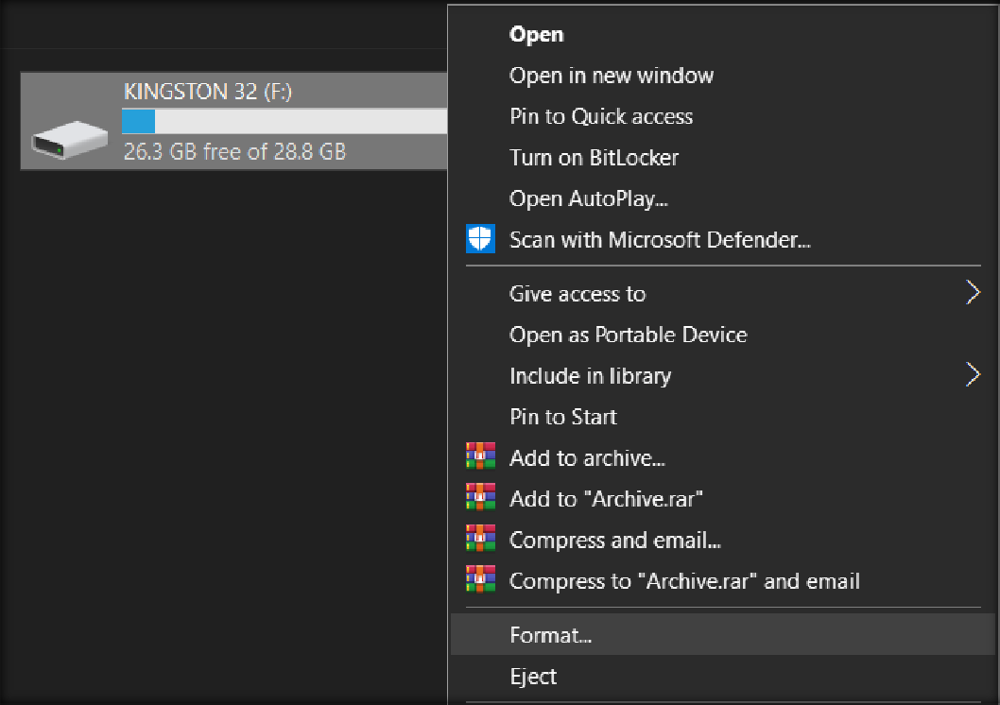 KINGSTON 32 (F:)
26.3 GB free of 28.8 GB
Open
Open in new window
Pin to Quick access
Turn on BitLocker
Open AutoPlay...
Scan with Microsoft Defender...
Give access to
Open as Portable Device
Include in library
Pin to Start
Add to archive...
Add to "Archive.rar"
Compress and email...
Compress to "Archive.rar" and email
Format...
Eject